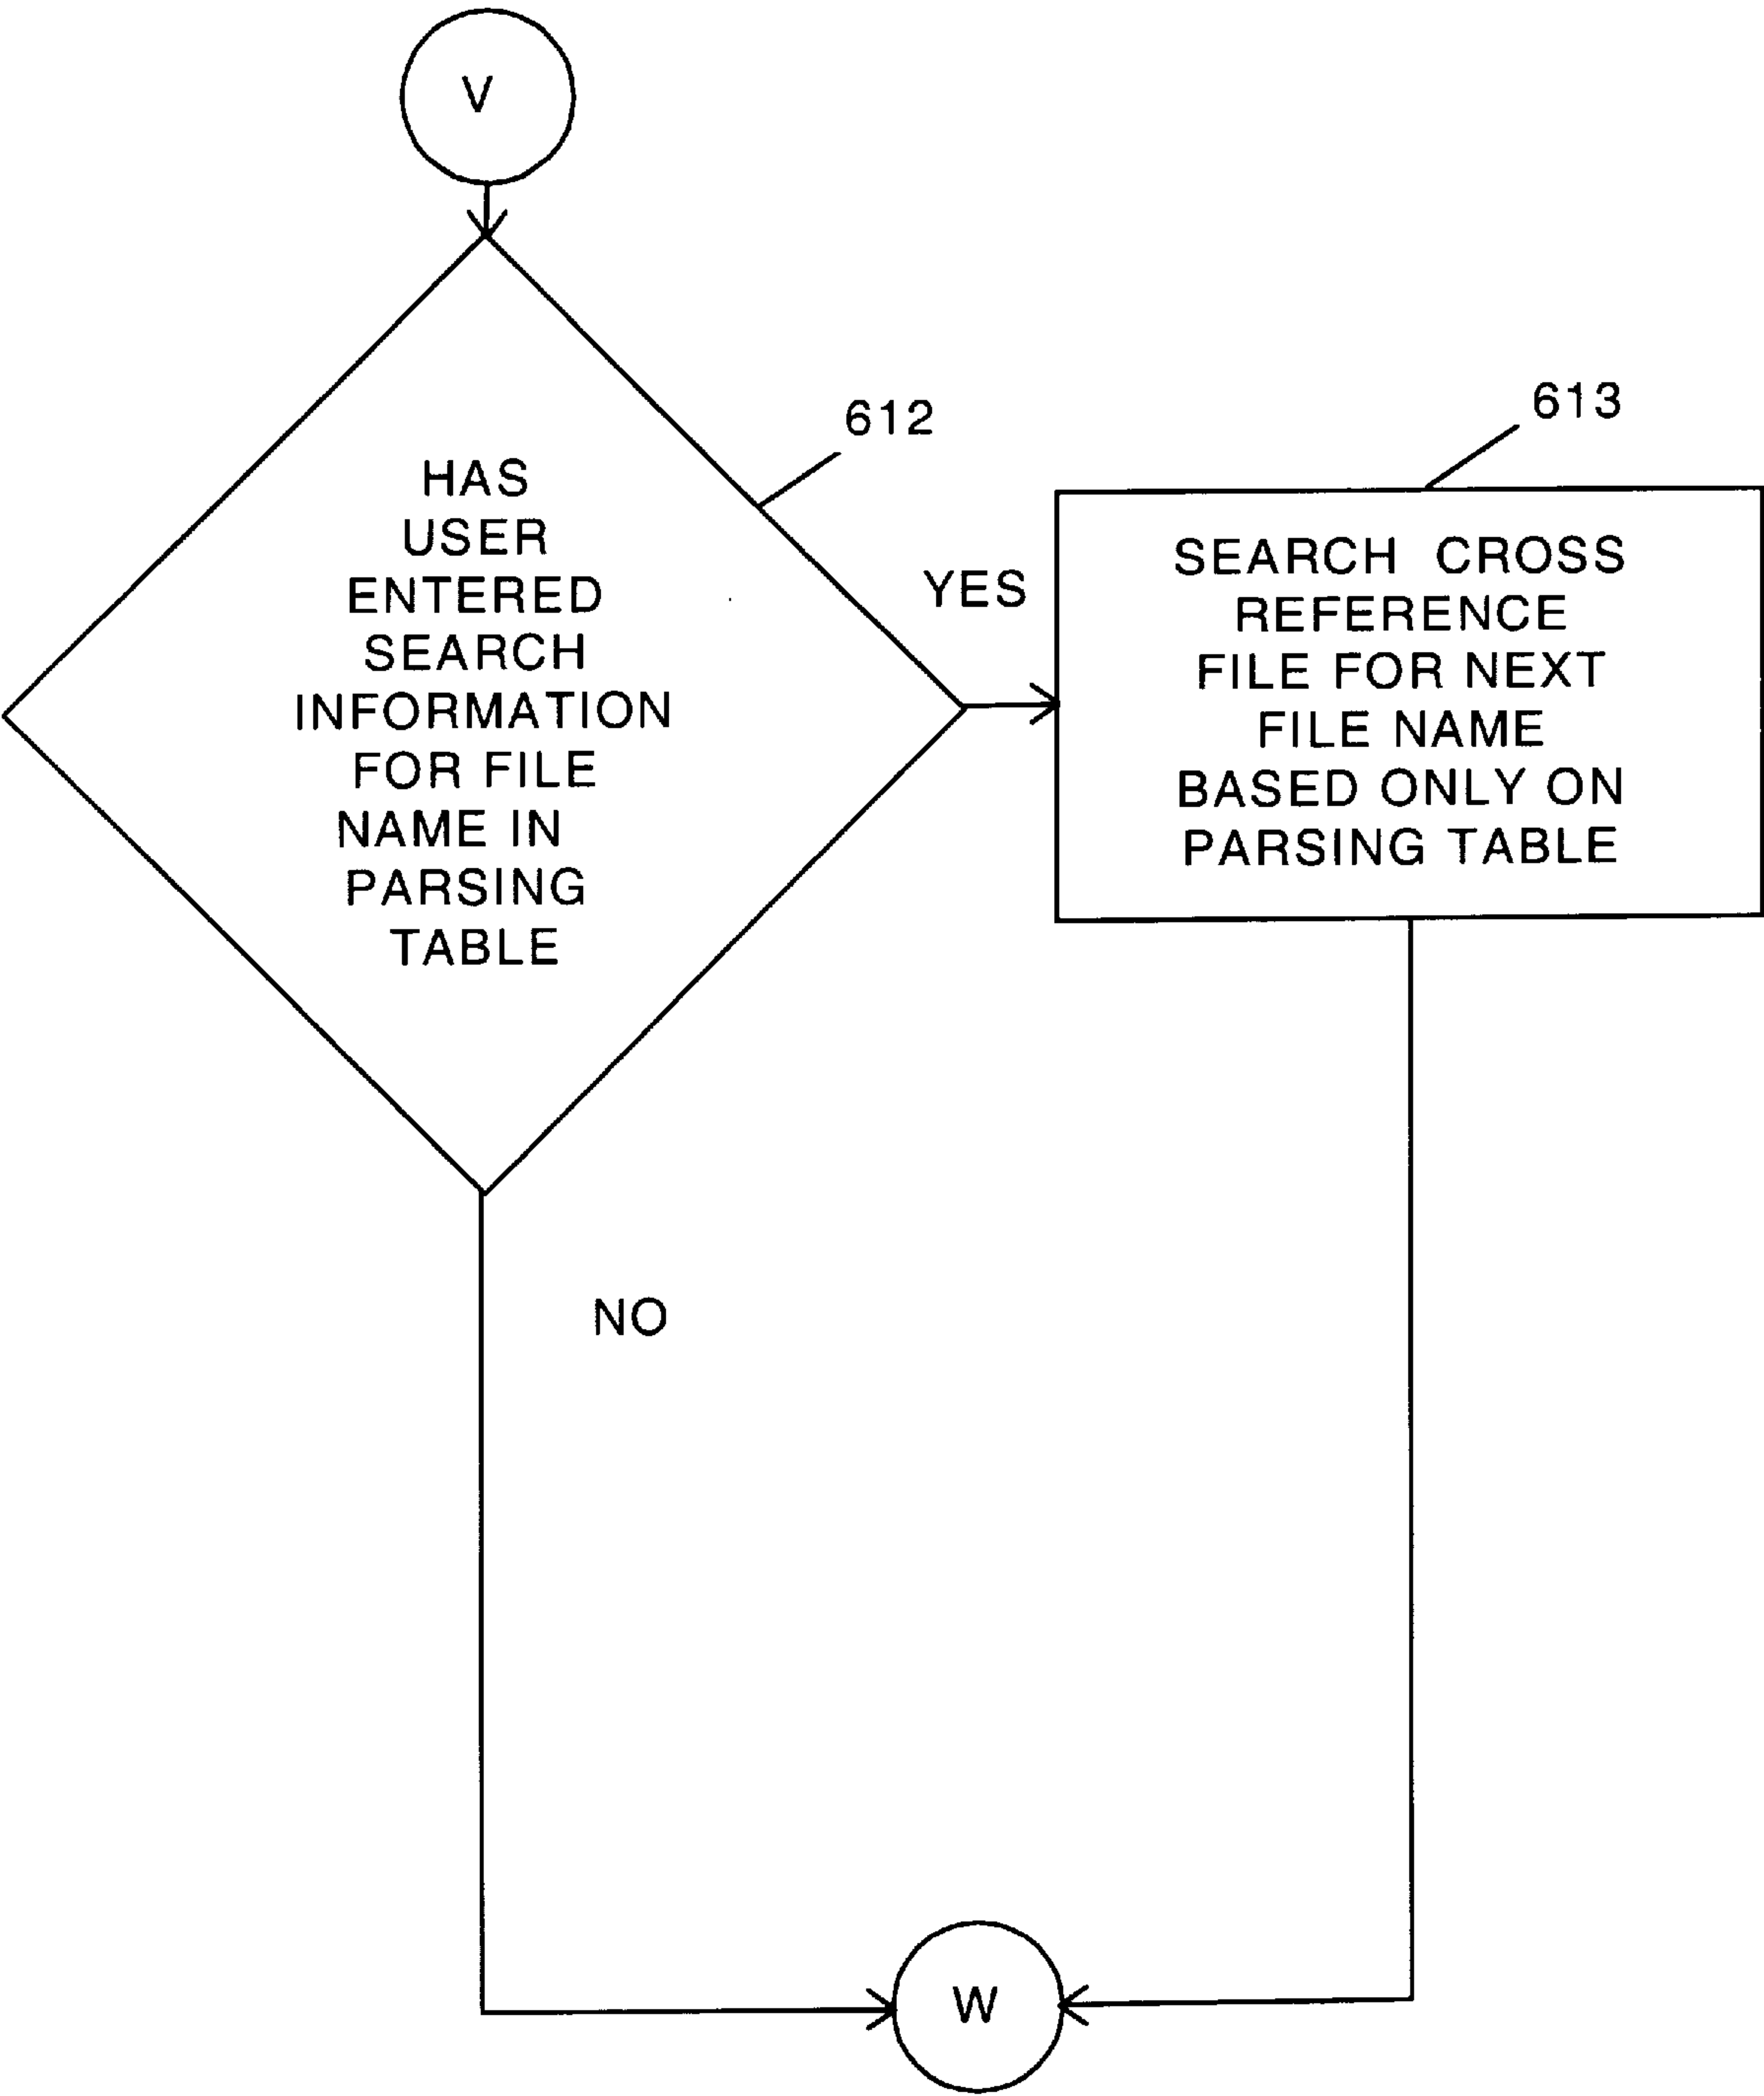 V
612
HAS
USER
ENTERED
SEARCH
INFORMATION
FOR FILE
NAME IN
PARSING
TABLE
YES
613
SEARCH CROSS
REFERENCE
FILE FOR NEXT
FILE NAME
BASED ONLY ON
PARSING TABLE
NO
W